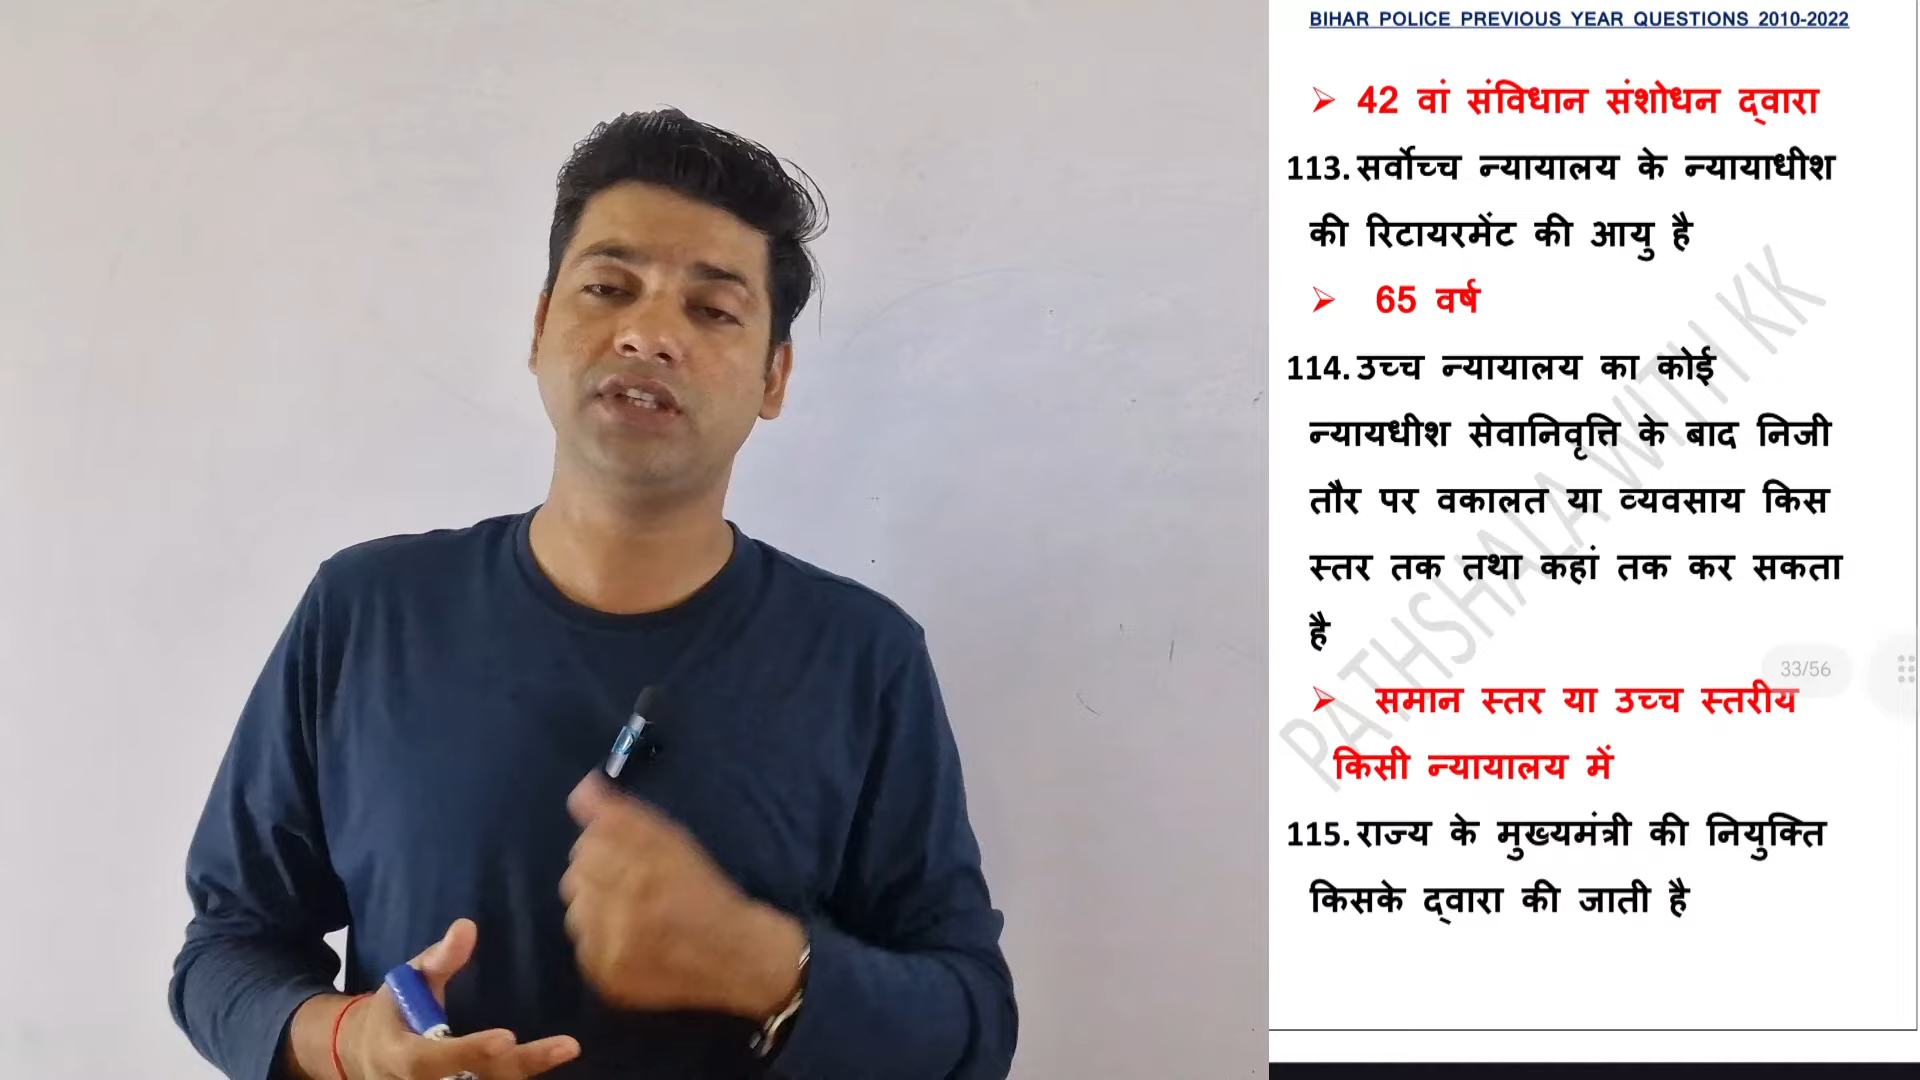 BIHAR POLICE PREVIOUS YEAR QUESTIONS 2010-2022
➢ 42 वां संविधान संशोधन द्वारा
113. सर्वोच्च न्यायालय के न्यायाधीश
की रिटायरमेंट की आयु है
➢ 65 वर्ष
114. उच्च न्यायालय का कोई
न्यायधीश सेवानिवृत्ति के बाद निजी
तौर पर वकालत या व्यवसाय किस
स्तर तक तथा कहां तक कर सकता
है
➢ समान स्तर या उच्च स्तरीय
किसी न्यायालय में
115. राज्य के मुख्यमंत्री की नियुक्ति
किसके द्वारा की जाती है
33/56
PATHSHALA WITH KK